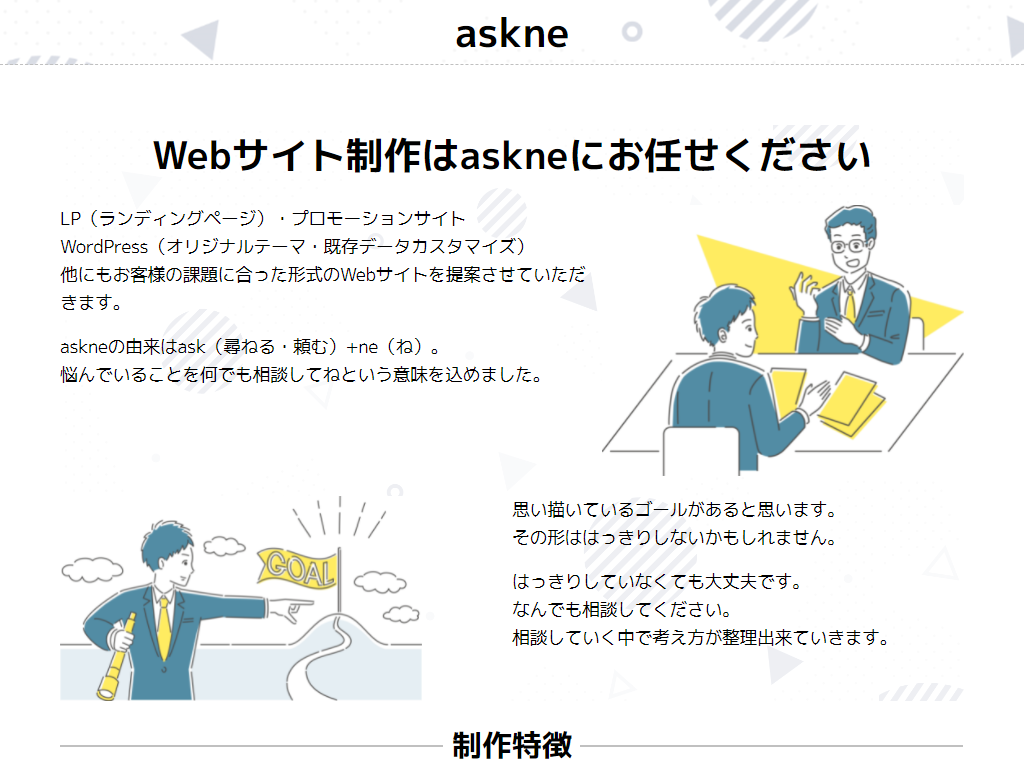 askne
Webサイト制作はaskneにお任せください
LP（ランディングページ）・プロモーションサイト
WordPress（オリジナルテーマ・既存データカスタマイズ）
他にもお客様の課題に合った形式のWebサイトを提案させていただ
きます。
askneの由来はask（尋ねる・頼む）+ne（ね）。
悩んでいることを何でも相談してねという意味を込めました。
GOAL
思い描いているゴールがあると思います。
その形ははっきりしないかもしれません。
はっきりしていなくても大丈夫です。
なんでも相談してください。
相談していく中で考え方が整理出来ていきます。
制作特徴